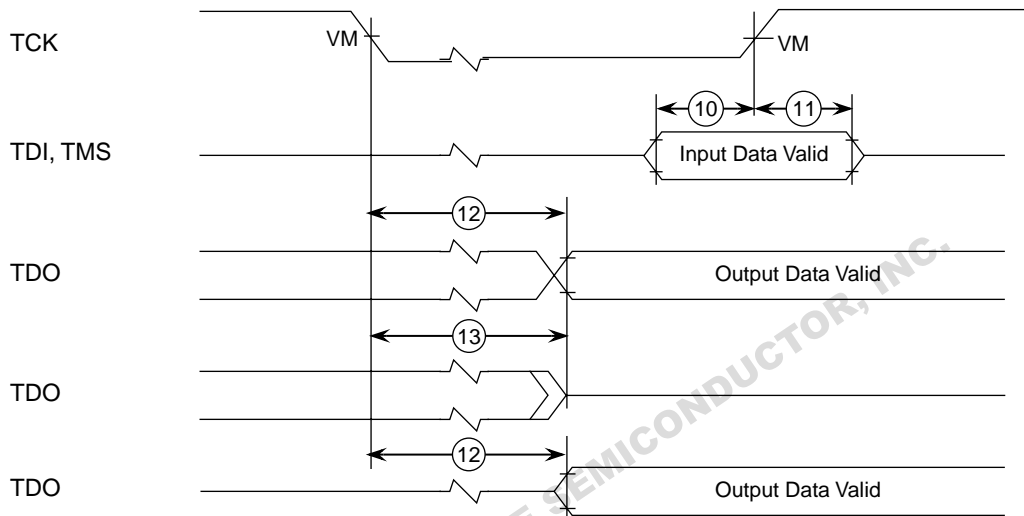 TCK
VM
VM
10
11
TDI, TMS
Input Data Valid
12
TDO
Output Data Valid
13
TDO
12
TDO
Output Data Valid
SEMICONDUCTOR, INC.